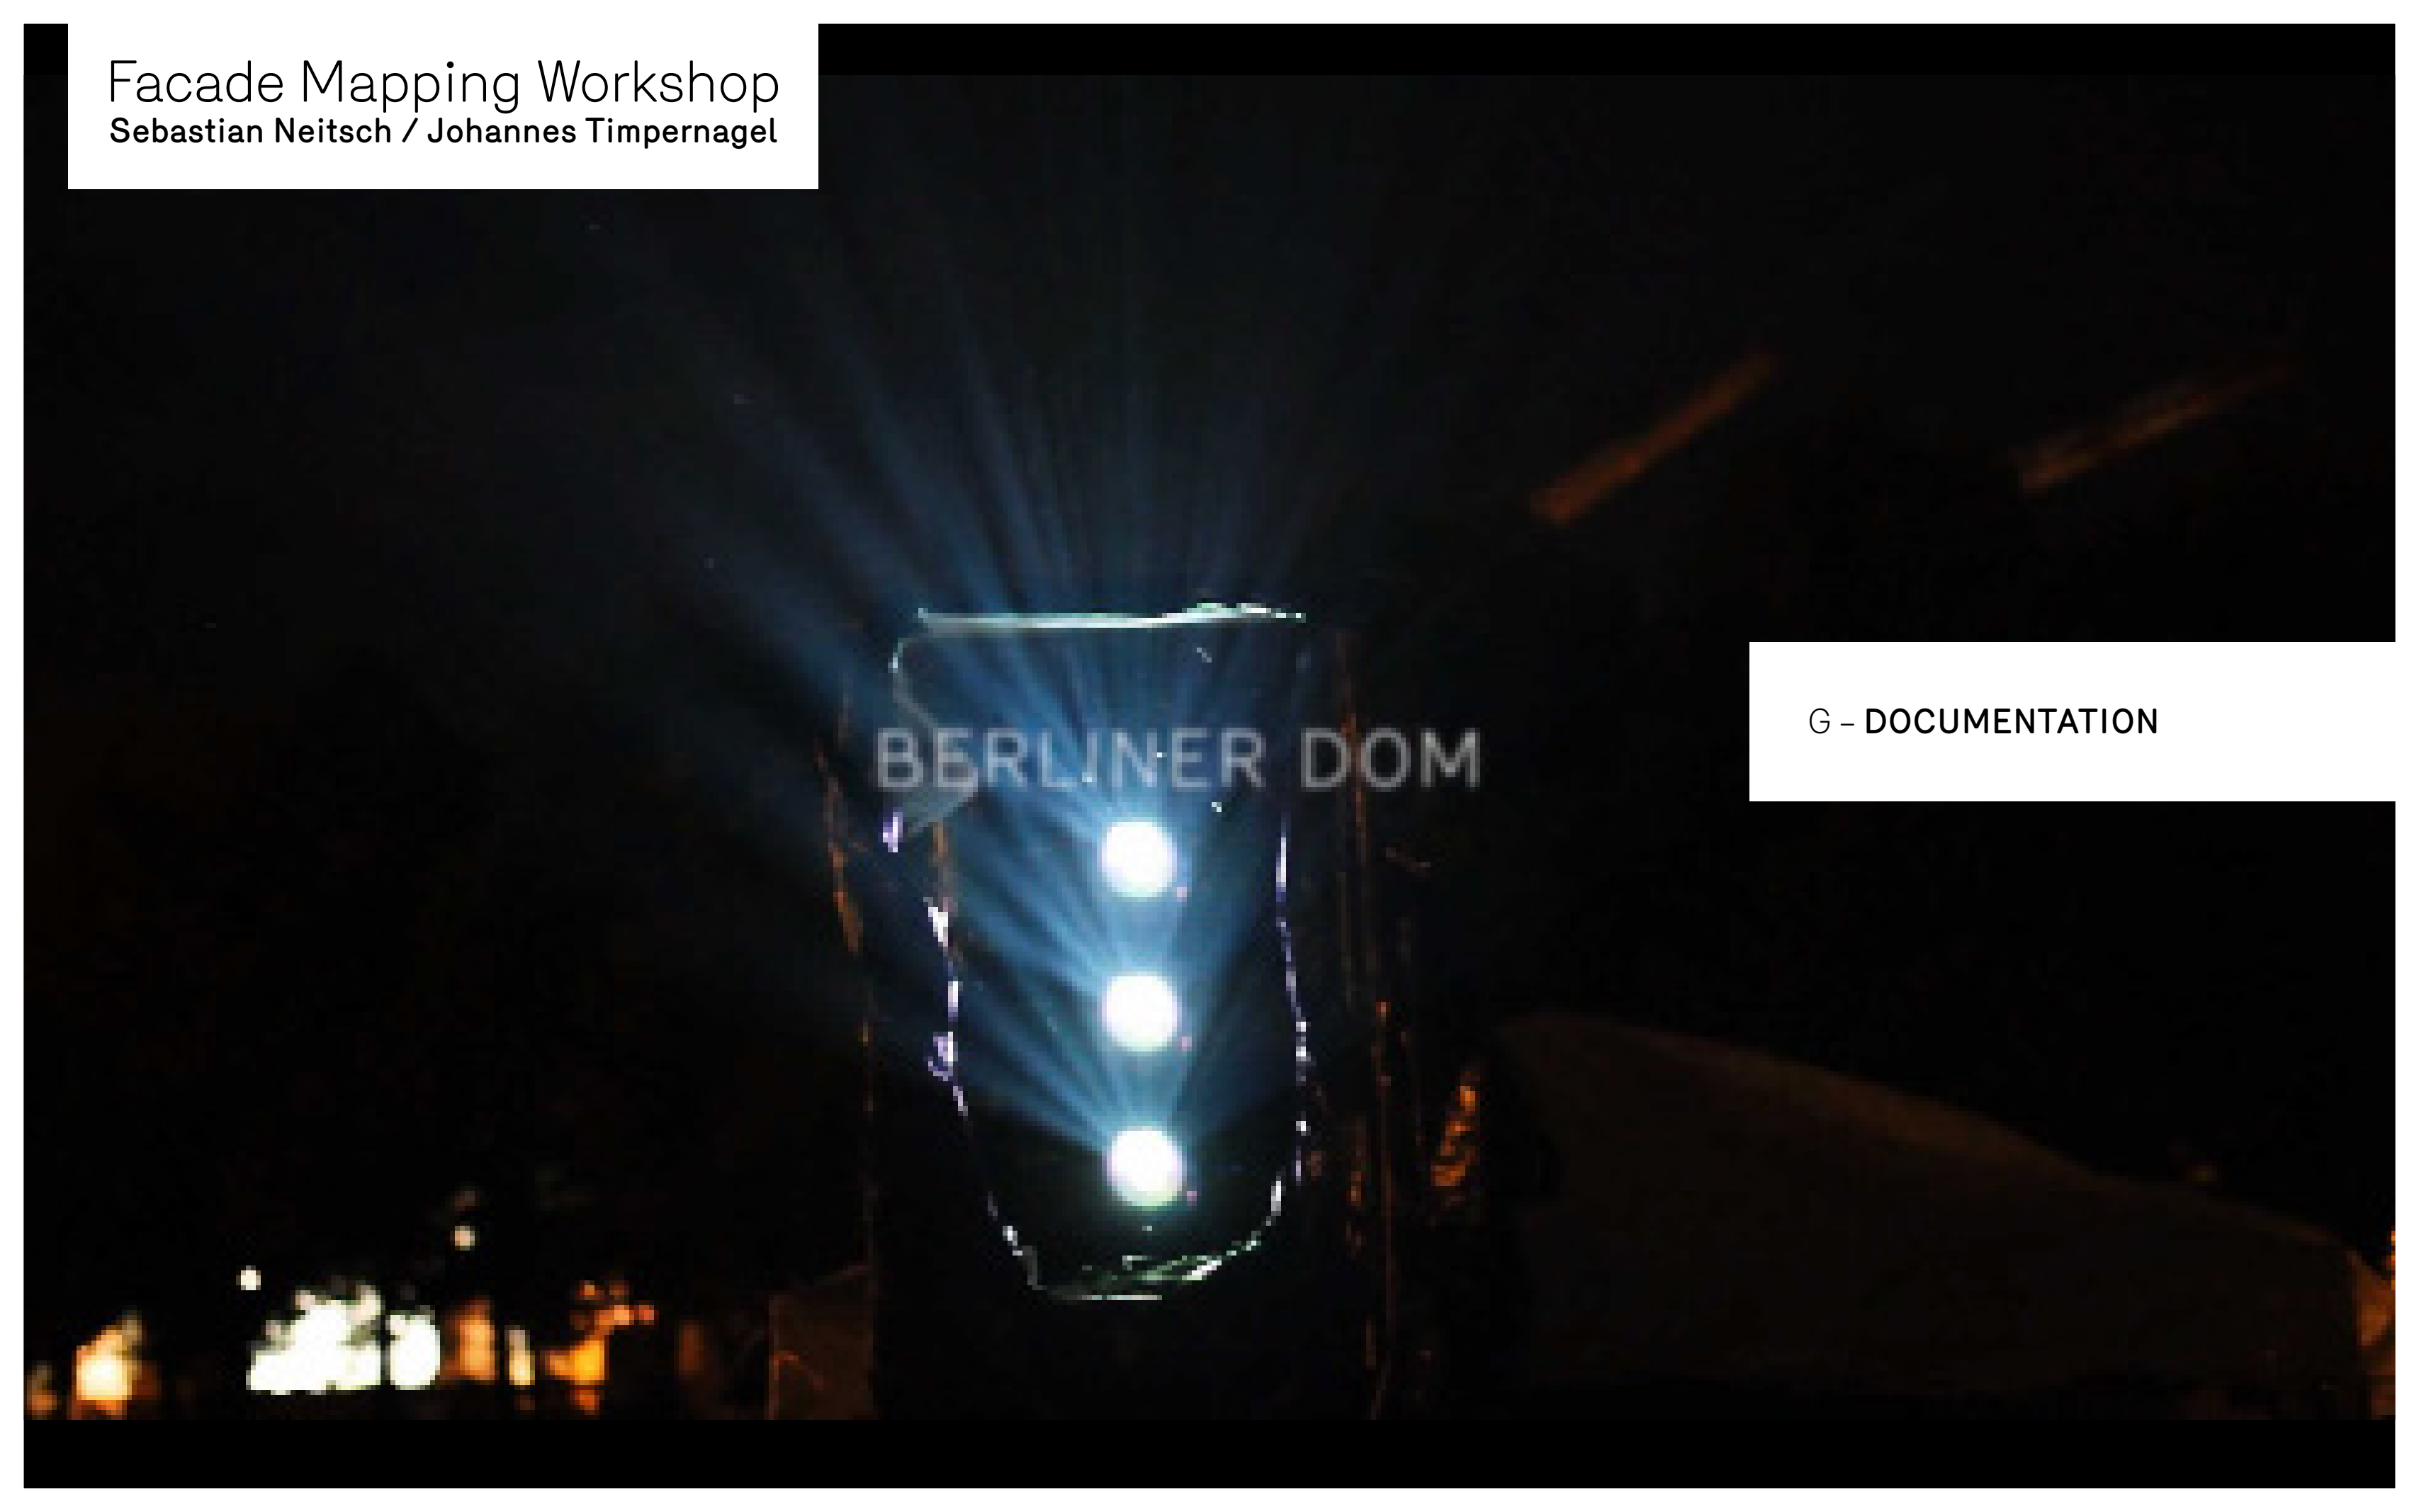 Facade Mapping Workshop
Sebastian Neitsch / Johannes Timpernagel
G – DOCUMENTATION
BERLINER DOM